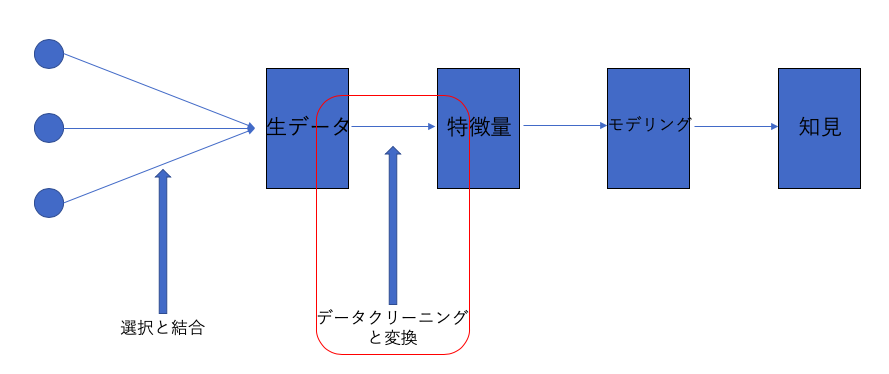 生データ
特徴量
モデリング
知見
選択と結合
データクリーニング
と変換